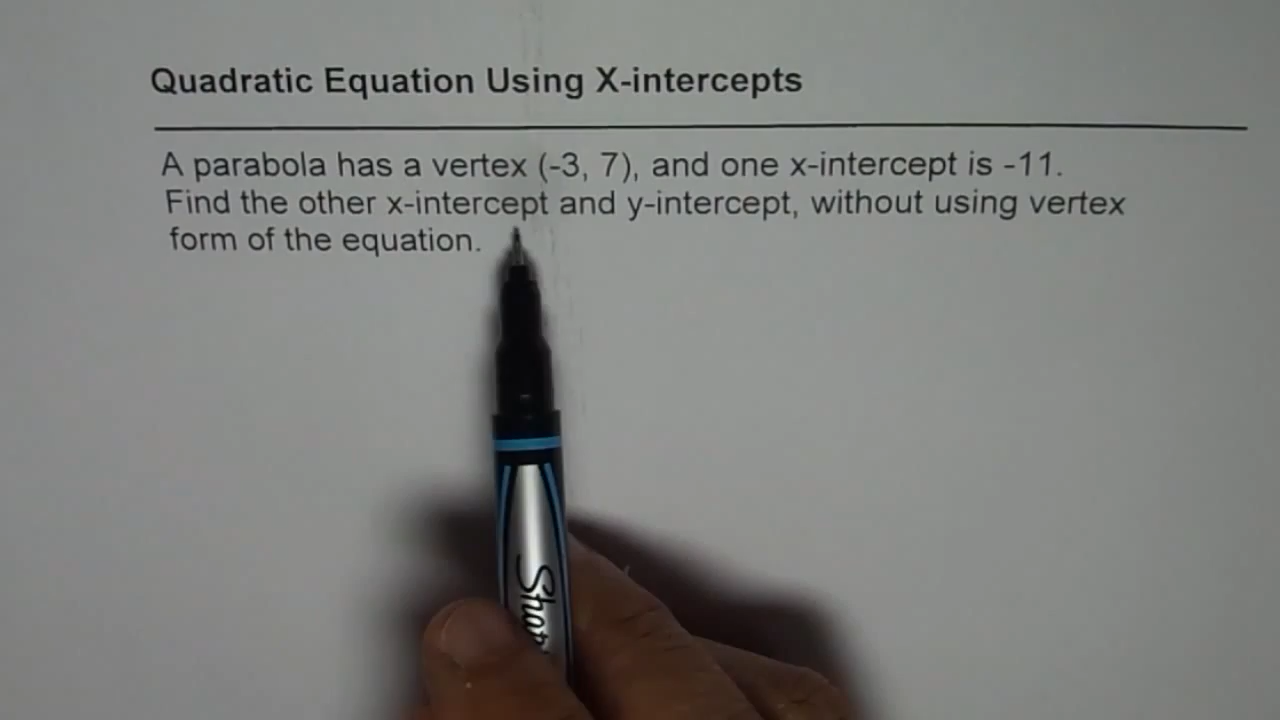 Quadratic Equation Using X-intercepts
A parabola has a vertex (-3, 7), and one x-intercept is -11.
Find the other x-intercept and y-intercept, without using vertex
form of the equation.